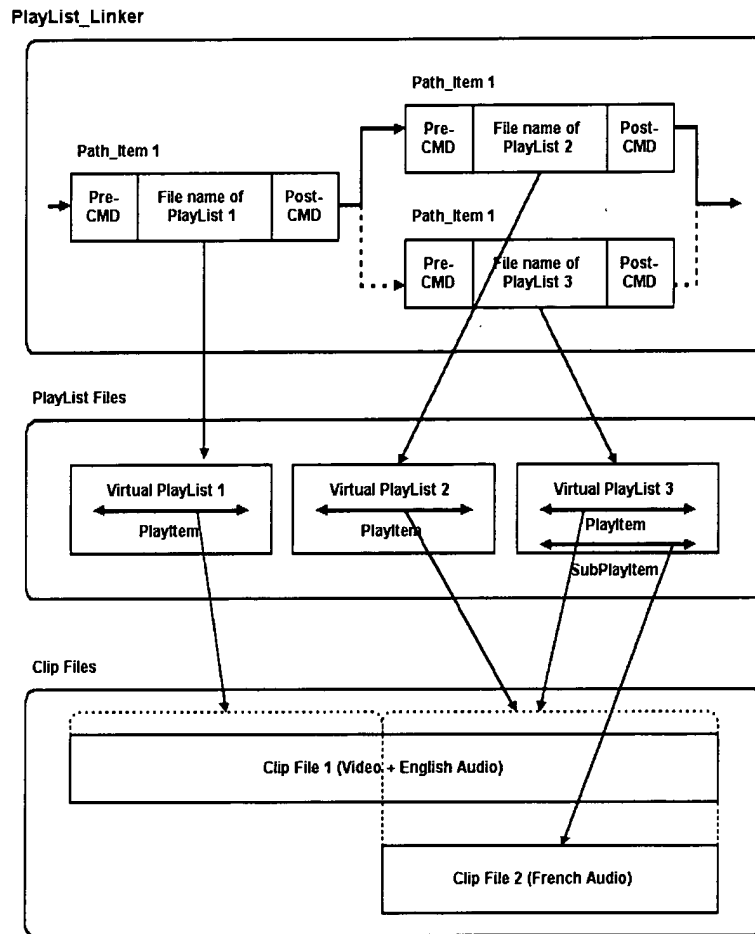 PlayList_Linker
Path_Item 1
Pre-
CMD
File name of
PlayList 2
Post-
CMD
Path_Item 1
Pre-
CMD
File name of
PlayList 1
Post-
CMD
Path_Item 1
Pre-
CMD
File name of
PlayList 3
Post-
CMD
PlayList Files
Virtual PlayList 1
PlayItem
Virtual PlayList 2
PlayItem
Virtual PlayList 3
PlayItem
SubPlayItem
Clip Files
Clip File 1 (Video + English Audio)
Clip File 2 (French Audio)